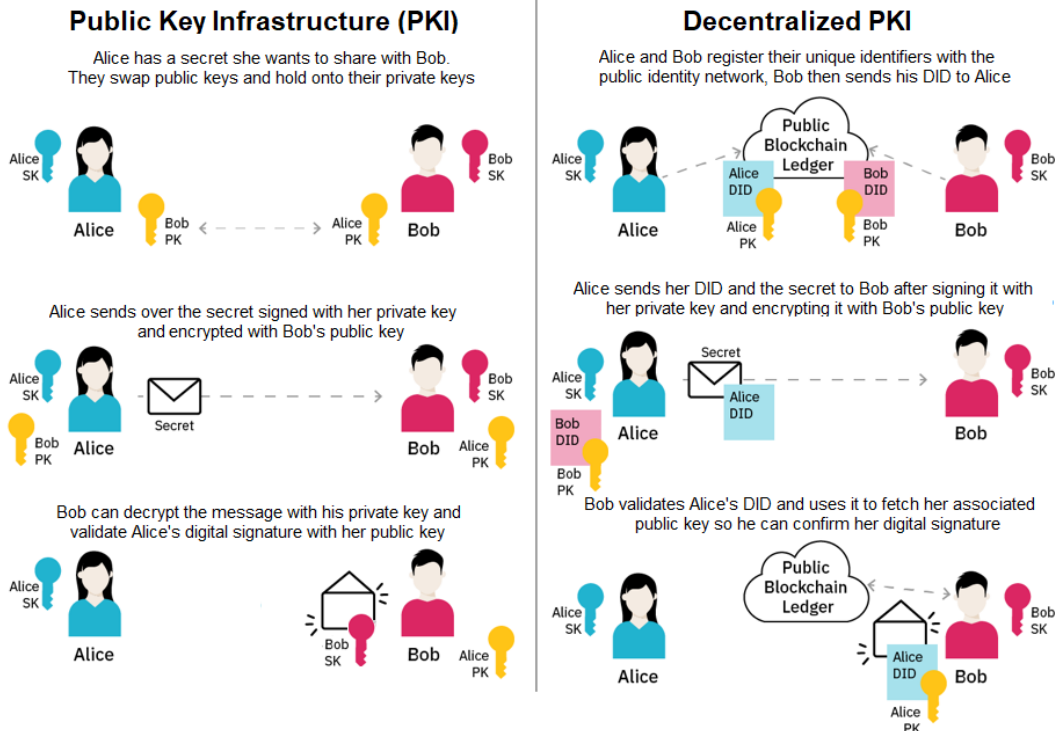 Public Key Infrastructure (PKI)
Alice has a secret she wants to share with Bob.
They swap public keys and hold onto their private keys
Alice
SK
Alice
Bob
PK
Alice
PK
Bob
Bob
SK
Alice sends over the secret signed with her private key
and encrypted with Bob's public key
Alice
SK
Bob
PK
Alice
Secret
Bob
SK
Alice
PK
Bob
Bob can decrypt the message with his private key and
validate Alice's digital signature with her public key
Alice
SK
Alice
Bob
SK
Bob
Alice
PK
Decentralized PKI
Alice and Bob register their unique identifiers with the
public identity network, Bob then sends his DID to Alice
Alice
SK
Alice
Public
Blockchain
Ledger
Alice
DID
Alice
PK
Bob
DID
Bob
PK
Bob
SK
Bob
Alice sends her DID and the secret to Bob after signing it with
her private key and encrypting it with Bob's public key
Alice
SK
Alice
Bob
DID
Bob
PK
Secret
Alice
DID
Bob
SK
Bob
Bob validates Alice's DID and uses it to fetch her associated
public key so he can confirm her digital signature
Alice
SK
Alice
Public
Blockchain
Ledger
Alice
DID
Alice
PK
Bob
SK
Bob